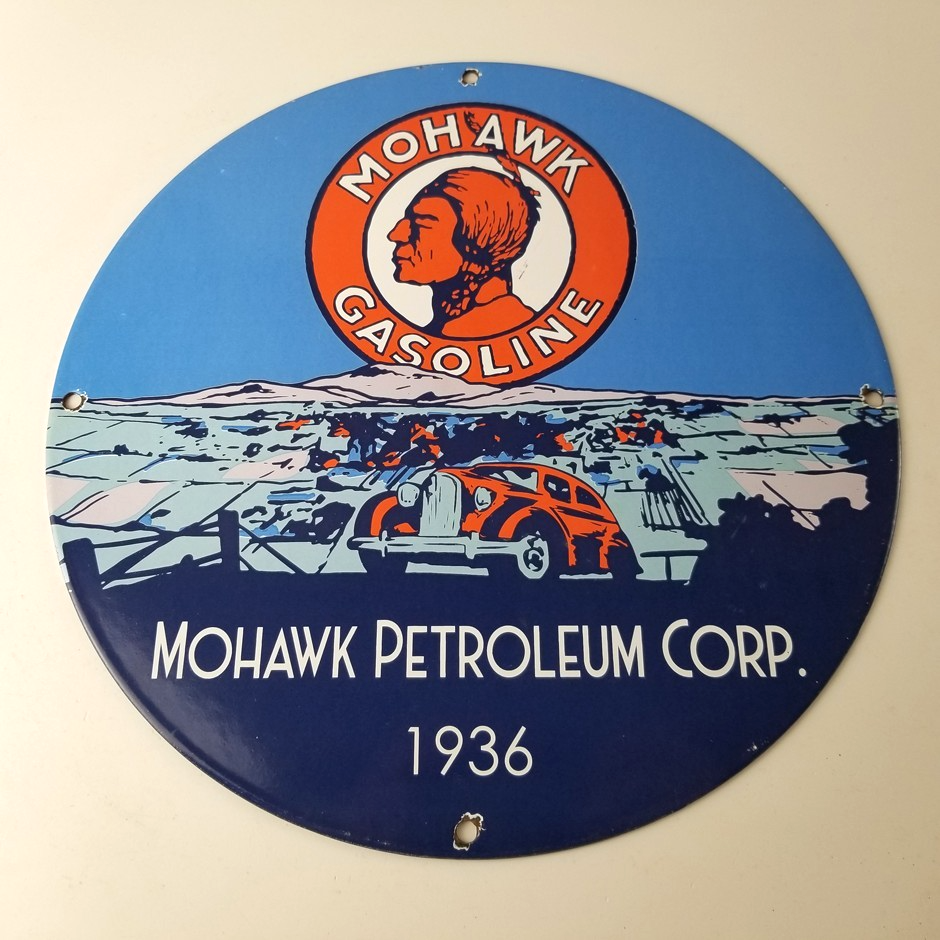 MOHAWK
GASOLINE
MOHAWK PETROLEUM CORP.
1936